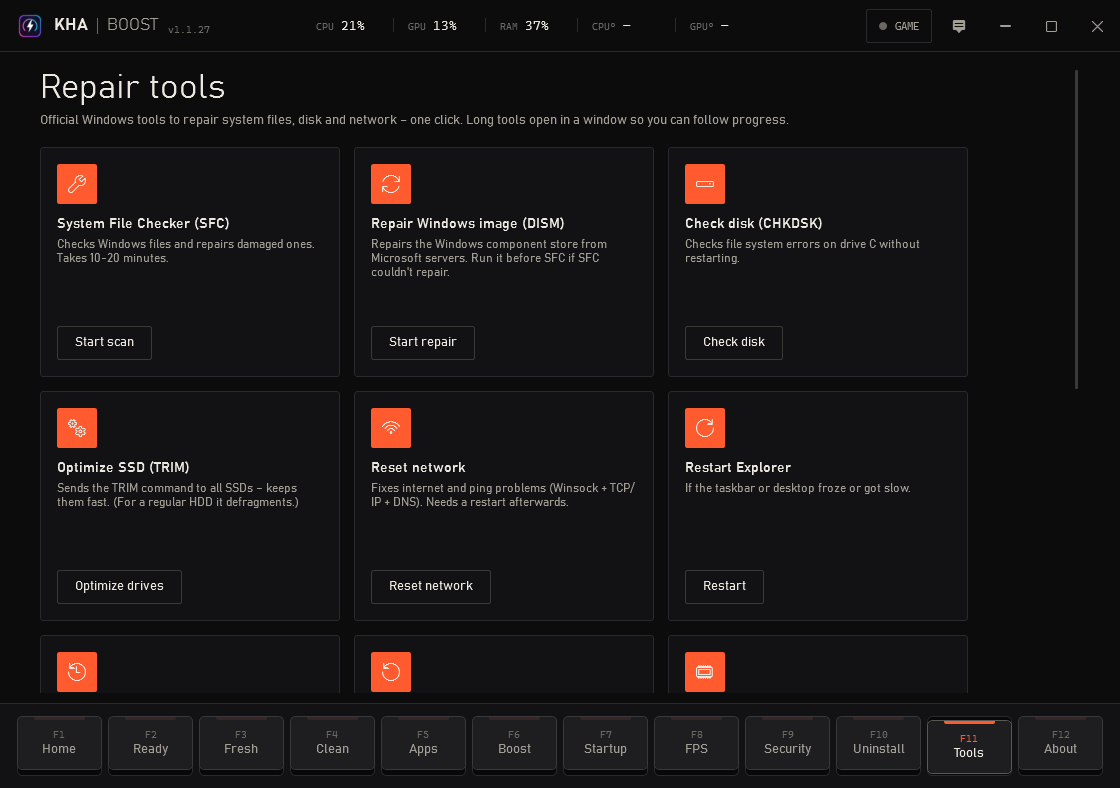 KHA | BOOST v1.1.27
CPU 21%
GPU 13%
RAM 37%
CPU° —
GPU° —
GAME
Repair tools
Official Windows tools to repair system files, disk and network – one click. Long tools open in a window so you can follow progress.
System File Checker (SFC)
Checks Windows files and repairs damaged ones.
Takes 10-20 minutes.
Start scan
Repair Windows image (DISM)
Repairs the Windows component store from
Microsoft servers. Run it before SFC if SFC
couldn't repair.
Start repair
Check disk (CHKDSK)
Checks file system errors on drive C without
restarting.
Check disk
Optimize SSD (TRIM)
Sends the TRIM command to all SSDs – keeps
them fast. (For a regular HDD it defragments.)
Optimize drives
Reset network
Fixes internet and ping problems (Winsock + TCP/
IP + DNS). Needs a restart afterwards.
Reset network
Restart Explorer
If the taskbar or desktop froze or got slow.
Restart
F1
Home
F2
Ready
F3
Fresh
F4
Clean
F5
Apps
F6
Boost
F7
Startup
F8
FPS
F9
Security
F10
Uninstall
F11
Tools
F12
About